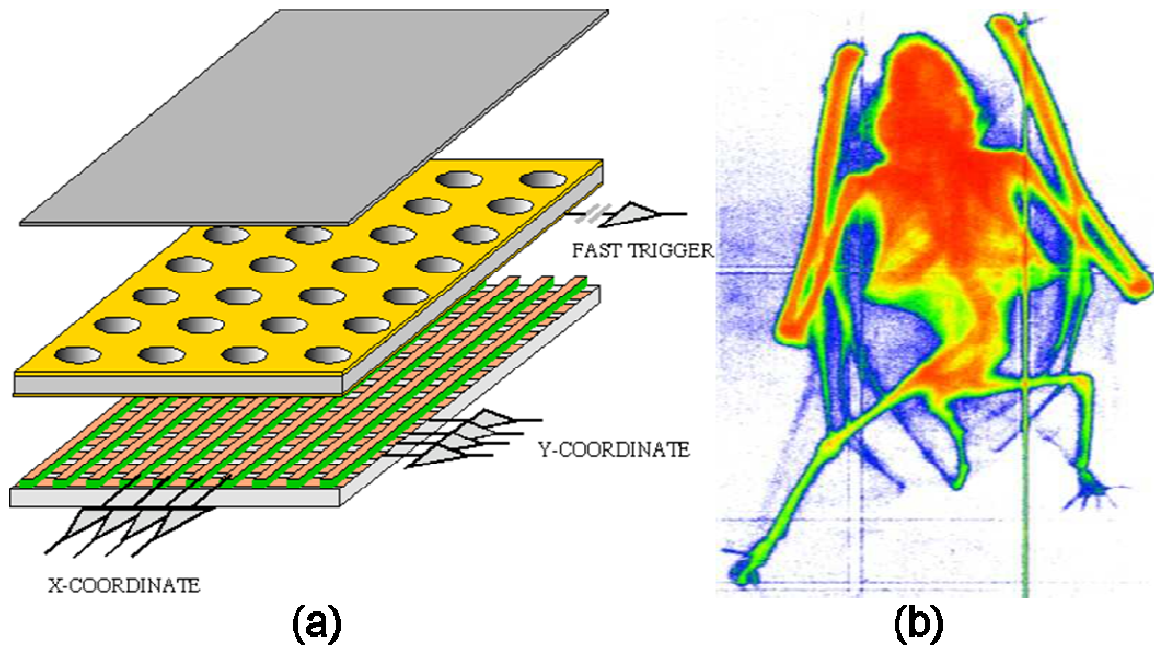 FAST TRIGGER
Y-COORDINATE
X-COORDINATE
(a)
(b)